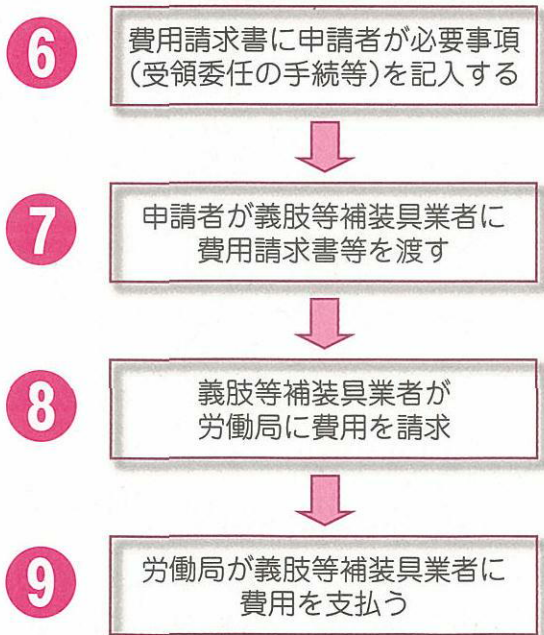 6
費用請求書に申請者が必要事項
(受領委任の手続等)を記入する
7
申請者が義肢等補装具業者に
費用請求書等を渡す
8
義肢等補装具業者が
労働局に費用を請求
9
労働局が義肢等補装具業者に
費用を支払う